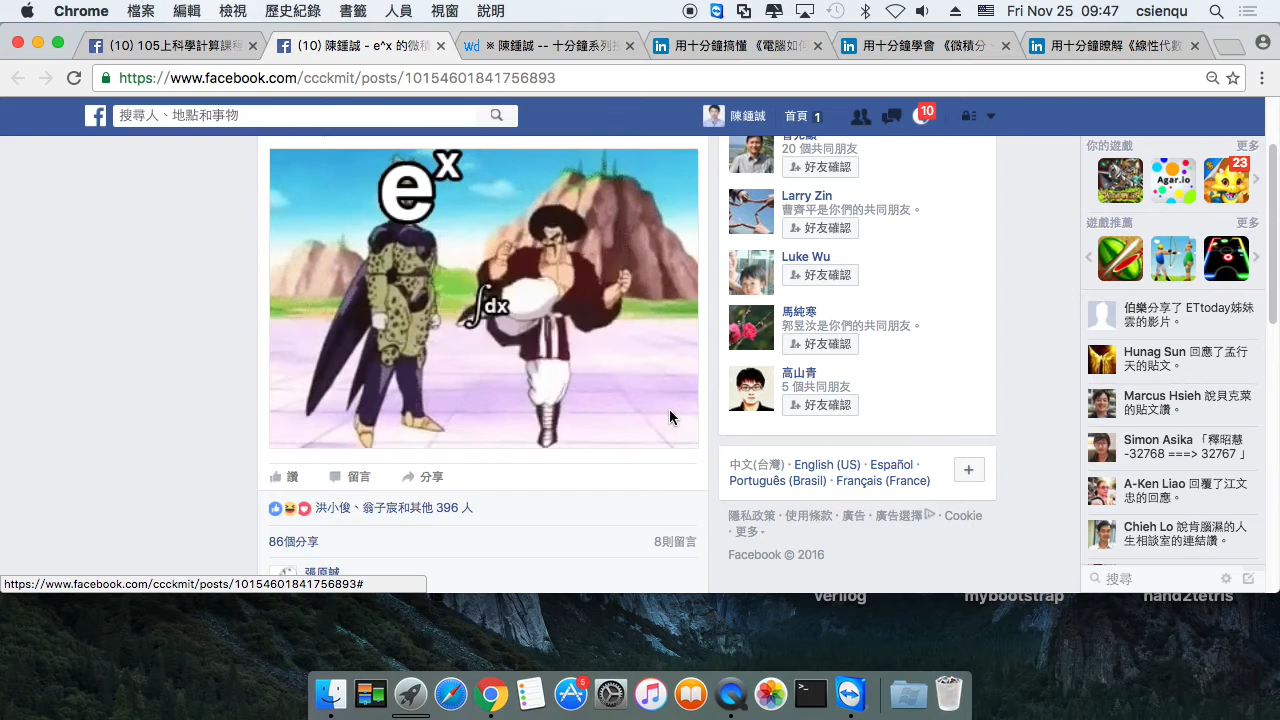 Chrome 檔案 編輯 檢視 歷史紀錄 書籤 人員 視窗 說明 Fri Nov 25 09:47 csienqu
(10) 105上科學計算課程
(10) 陳鍾誠 - e^x 的微積
Wd ※ 陳鍾誠 -- 十分鐘系列投
用十分鐘搞懂 《電腦如何
用十分鐘學會 《微積分、
用十分鐘瞭解《線性代數
https://www.facebook.com/ccckmit/posts/10154601841756893
搜尋人、地點和事物
陳鍾誠 首頁 1 10
e^x
∫dx
讚 留言 分享
洪小俊、翁子宸和其他 396 人
86個分享 8則留言
張原誠
20 個共同朋友
好友確認
Larry Zin
曹齊平是你們的共同朋友。
好友確認
Luke Wu
好友確認
馬純寒
郭昱汝是你們的共同朋友。
好友確認
高山青
5 個共同朋友
好友確認
中文(台灣) · English (US) · Español ·
Português (Brasil) · Français (France)
+
隱私政策 · 使用條款 · 廣告 · 廣告選擇 · Cookie
· 更多
Facebook © 2016
你的遊戲 更多
Agar.io
23
遊戲推薦 更多
伯樂分享了 ETtoday姊妹
雲的影片。
Hunag Sun 回應了孟行
天的貼文。
Marcus Hsieh 說貝克萊
的貼文讚。
Simon Asika 「釋昭慧
-32768 ===> 32767 」
A-Ken Liao 回覆了江文
忠的回應。
Chieh Lo 說肯腦濕的人
生相談室的連結讚。
搜尋
https://www.facebook.com/ccckmit/posts/10154601841756893#
verilog mybootstrap nand2tetris
5